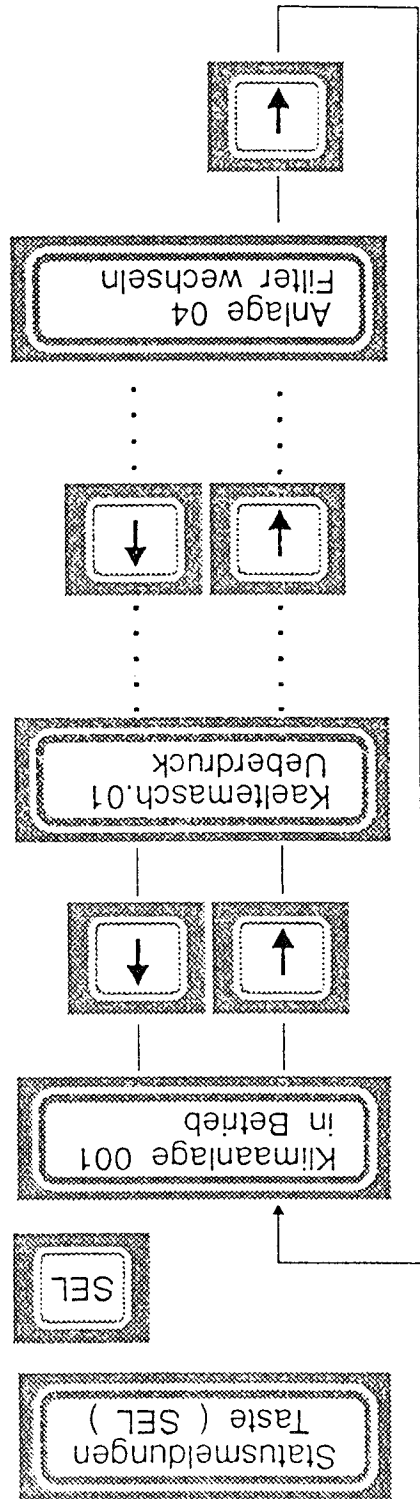 Statusmeldungen
Taste ( SEL )
SEL
Klimaanlage 001
in Betrieb
Kaeltemasch.01
Ueberdruck
Anlage 04
Filter wechseln